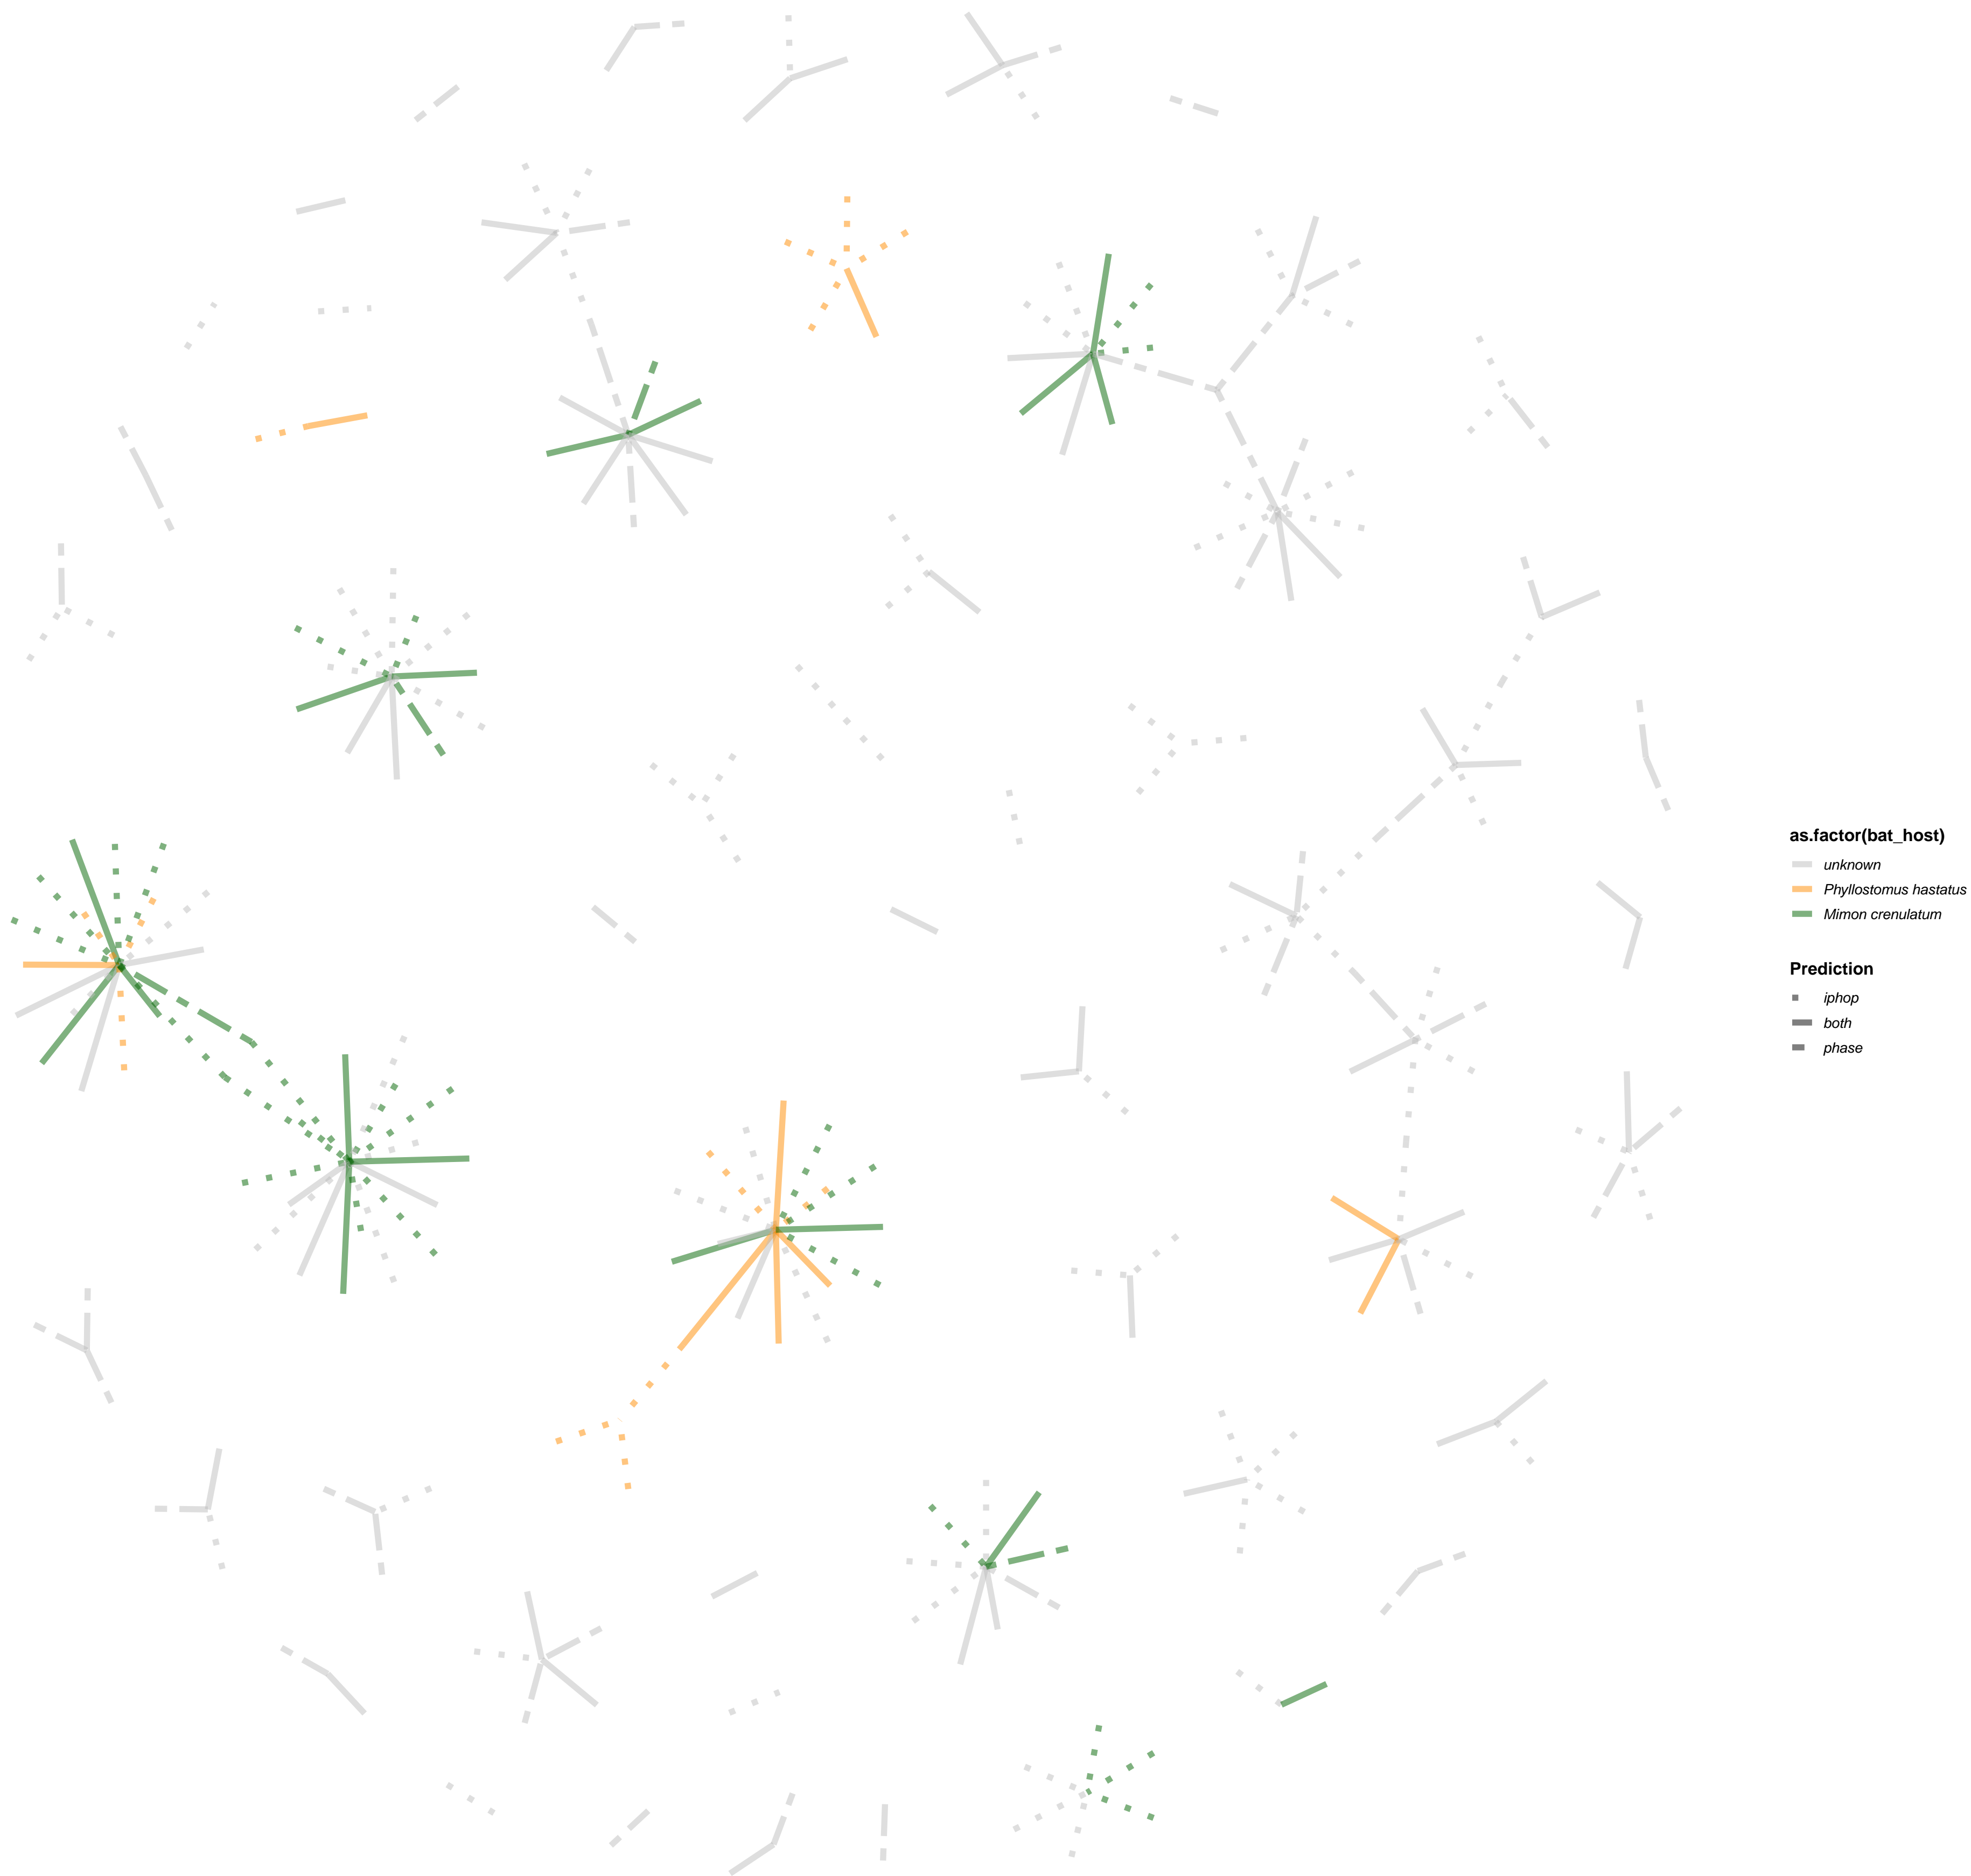 as.factor(bat_host)
unknown
Phyllostomus hastatus
Mimon crenulatum
Prediction
iphop
both
phase